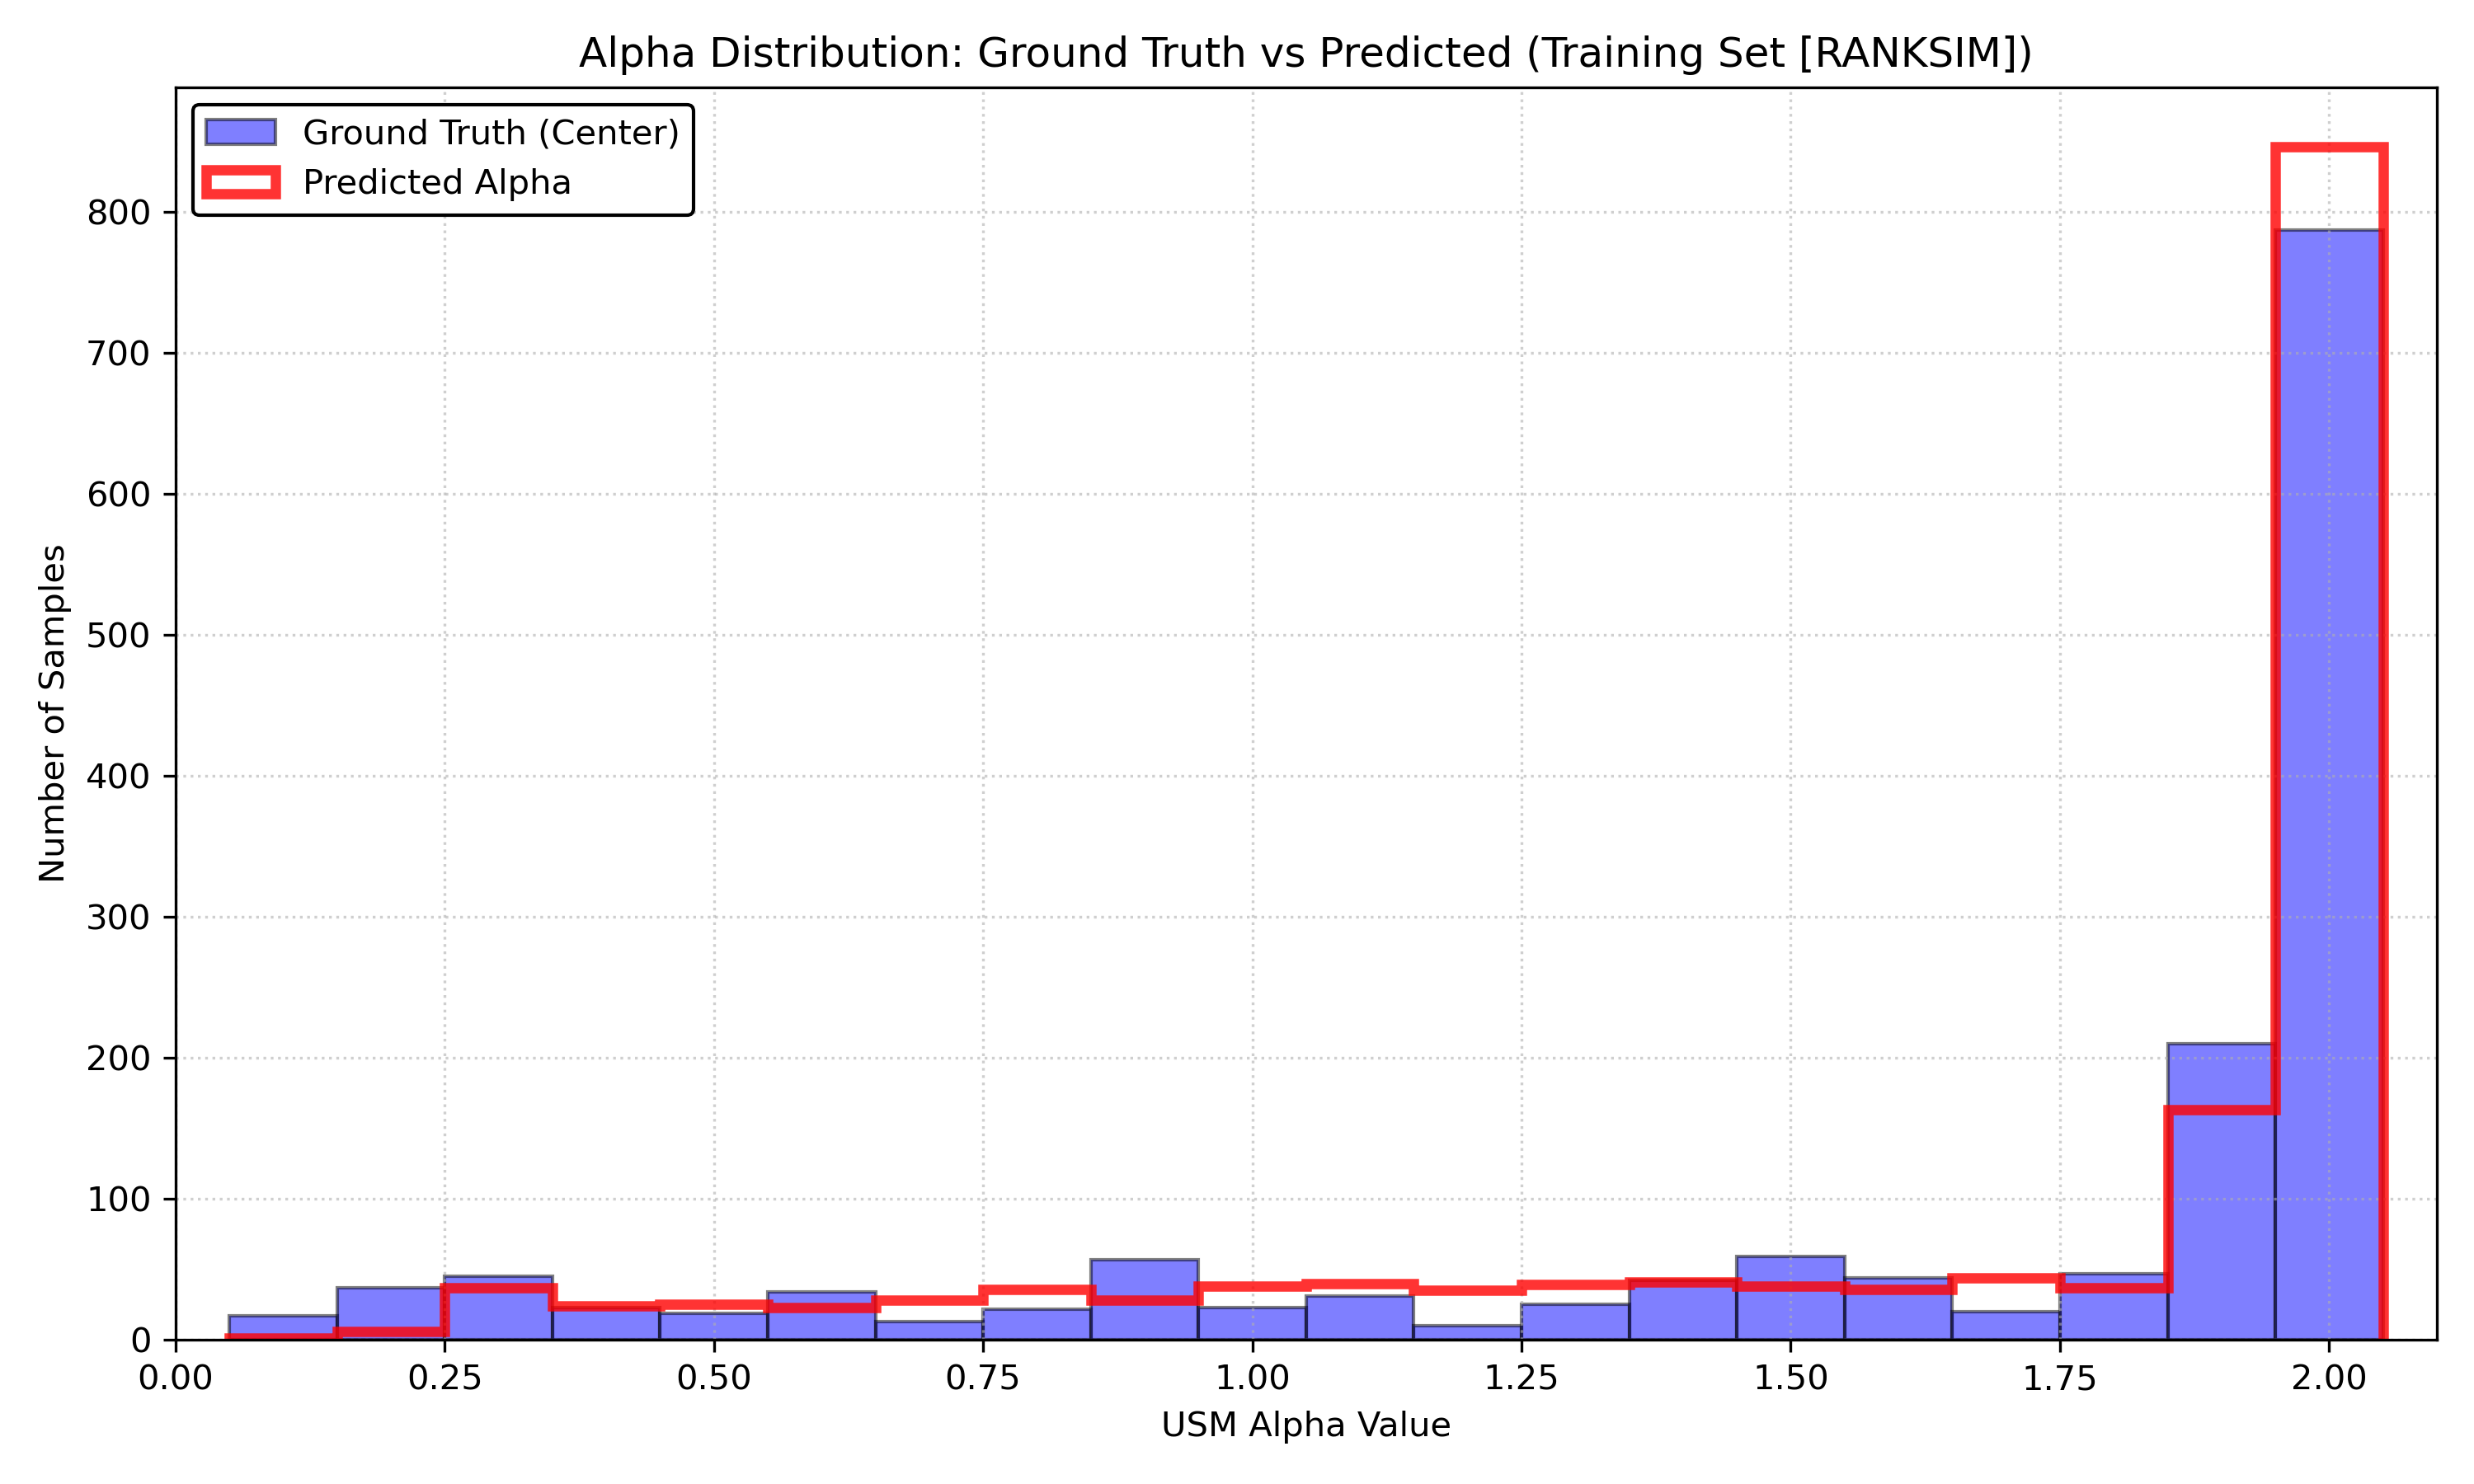 Alpha Distribution: Ground Truth vs Predicted (Training Set [RANKSIM])
Ground Truth (Center)
Predicted Alpha
Number of Samples
800
700
600
500
400
300
200
100
0
0.00 0.25 0.50 0.75 1.00 1.25 1.50 1.75 2.00
USM Alpha Value